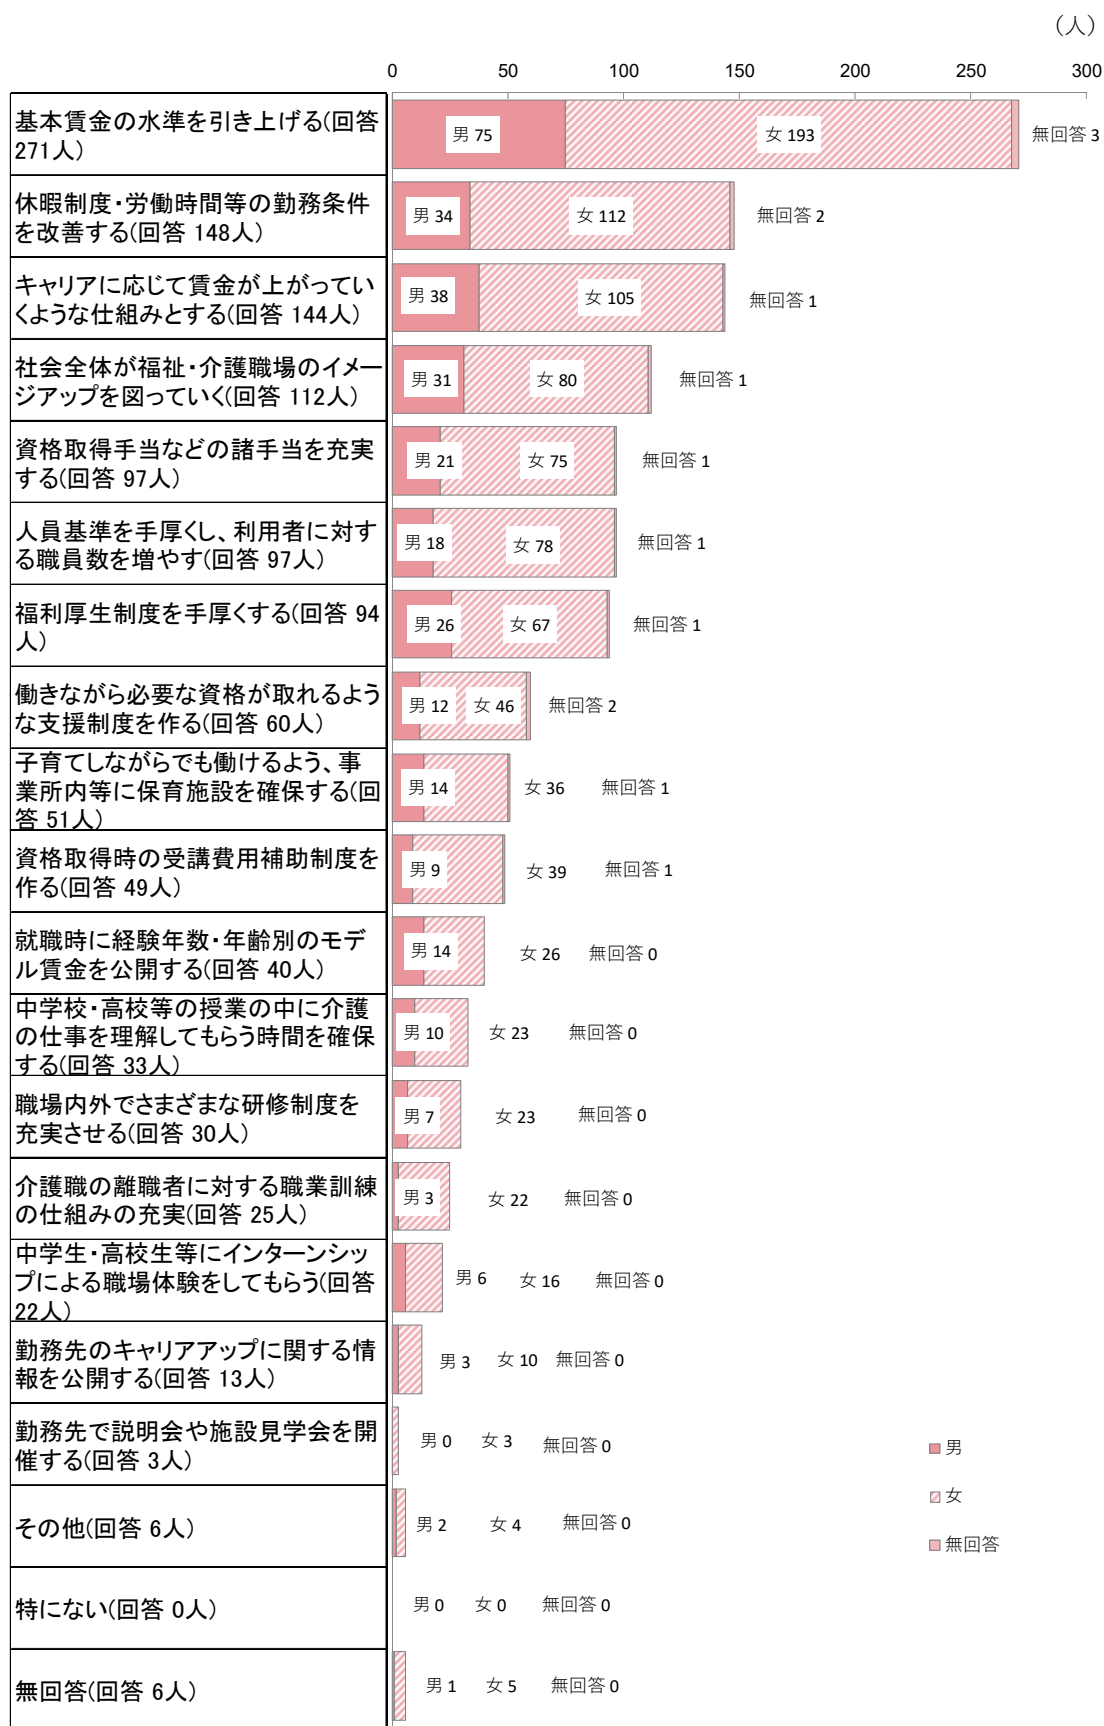 （人）
0 50 100 150 200 250 300
基本賃金の水準を引き上げる(回答
271人)
男 75 女 193 無回答 3
休暇制度・労働時間等の勤務条件
を改善する(回答 148人)
男 34 女 112 無回答 2
キャリアに応じて賃金が上がってい
くような仕組みとする(回答 144人)
男 38 女 105 無回答 1
社会全体が福祉・介護職場のイメー
ジアップを図っていく(回答 112人)
男 31 女 80 無回答 1
資格取得手当などの諸手当を充実
する(回答 97人)
男 21 女 75 無回答 1
人員基準を手厚くし、利用者に対す
る職員数を増やす(回答 97人)
男 18 女 78 無回答 1
福利厚生制度を手厚くする(回答 94
人)
男 26 女 67 無回答 1
働きながら必要な資格が取れるよう
な支援制度を作る(回答 60人)
男 12 女 46 無回答 2
子育てしながらでも働けるよう、事
業所内等に保育施設を確保する(回
答 51人)
男 14 女 36 無回答 1
資格取得時の受講費用補助制度を
作る(回答 49人)
男 9 女 39 無回答 1
就職時に経験年数・年齢別のモデ
ル賃金を公開する(回答 40人)
男 14 女 26 無回答 0
中学校・高校等の授業の中に介護
の仕事を理解してもらう時間を確保
する(回答 33人)
男 10 女 23 無回答 0
職場内外でさまざまな研修制度を
充実させる(回答 30人)
男 7 女 23 無回答 0
介護職の離職者に対する職業訓練
の仕組みの充実(回答 25人)
男 3 女 22 無回答 0
中学生・高校生等にインターンシッ
プによる職場体験をしてもらう(回答
22人)
男 6 女 16 無回答 0
勤務先のキャリアアップに関する情
報を公開する(回答 13人)
男 3 女 10 無回答 0
勤務先で説明会や施設見学会を開
催する(回答 3人)
男 0 女 3 無回答 0
男
女
無回答
その他(回答 6人)
男 2 女 4 無回答 0
特にない(回答 0人)
男 0 女 0 無回答 0
無回答(回答 6人)
男 1 女 5 無回答 0